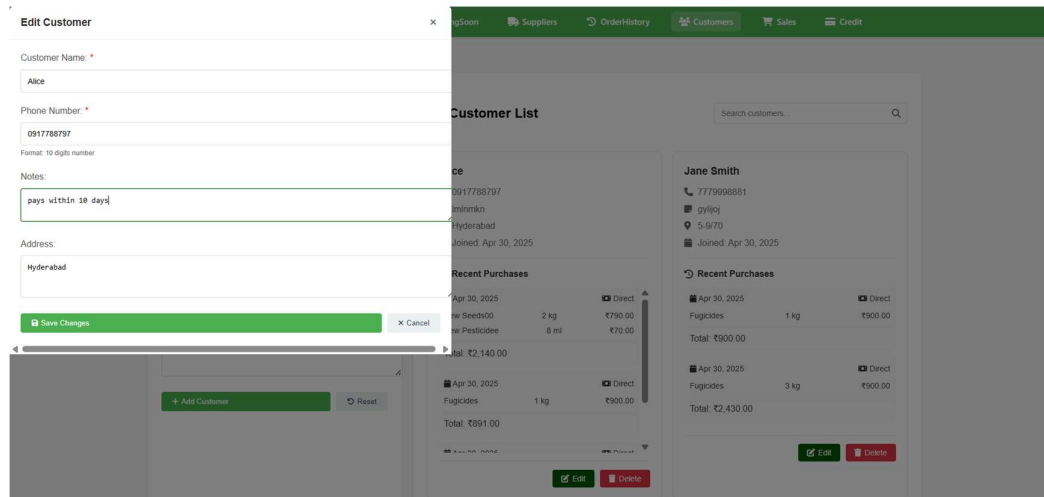 Edit Customer
×
Customer Name: *
Alice
Phone Number: *
0917788797
Format: 10 digits number
Notes:
pays within 10 days
Address:
Hyderabad
Save Changes
× Cancel
+ Add Customer
Reset
ngSoon
Suppliers
OrderHistory
Customers
Sales
Credit
Customer List
Search customers...
ce
0917788797
lminmkn
Hyderabad
Joined: Apr 30, 2025
Recent Purchases
Apr 30, 2025 Direct
ew Seeds00 2 kg ₹790.00
ew Pesticidee 8 ml ₹70.00
Total: ₹2,140.00
Apr 30, 2025 Direct
Fugicides 1 kg ₹900.00
Total: ₹891.00
Apr 30, 2025 Direct
Edit
Delete
Jane Smith
7779998881
gylijoj
5-9/70
Joined: Apr 30, 2025
Recent Purchases
Apr 30, 2025 Direct
Fugicides 1 kg ₹900.00
Total: ₹900.00
Apr 30, 2025 Direct
Fugicides 3 kg ₹900.00
Total: ₹2,430.00
Edit
Delete